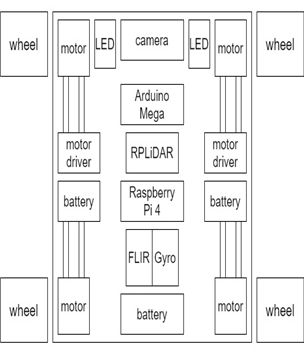 wheel
motor
LED
camera
LED
motor
wheel
Arduino
Mega
motor
driver
RPLiDAR
motor
driver
battery
Raspberry
Pi 4
battery
FLIR
Gyro
wheel
motor
battery
motor
wheel